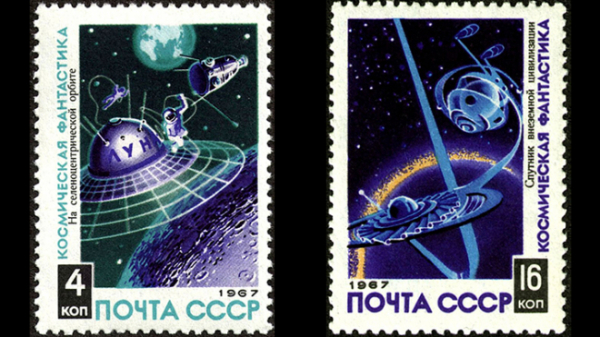 КОСМИЧЕСКАЯ ФАНТАСТИКА
На селеноцентрической орбите
ЛУН
4
КОП
1967
ПОЧТА СССР
Спутник внеземной цивилизации
КОСМИЧЕСКАЯ ФАНТАСТИКА
1967
ПОЧТА СССР
16
КОП